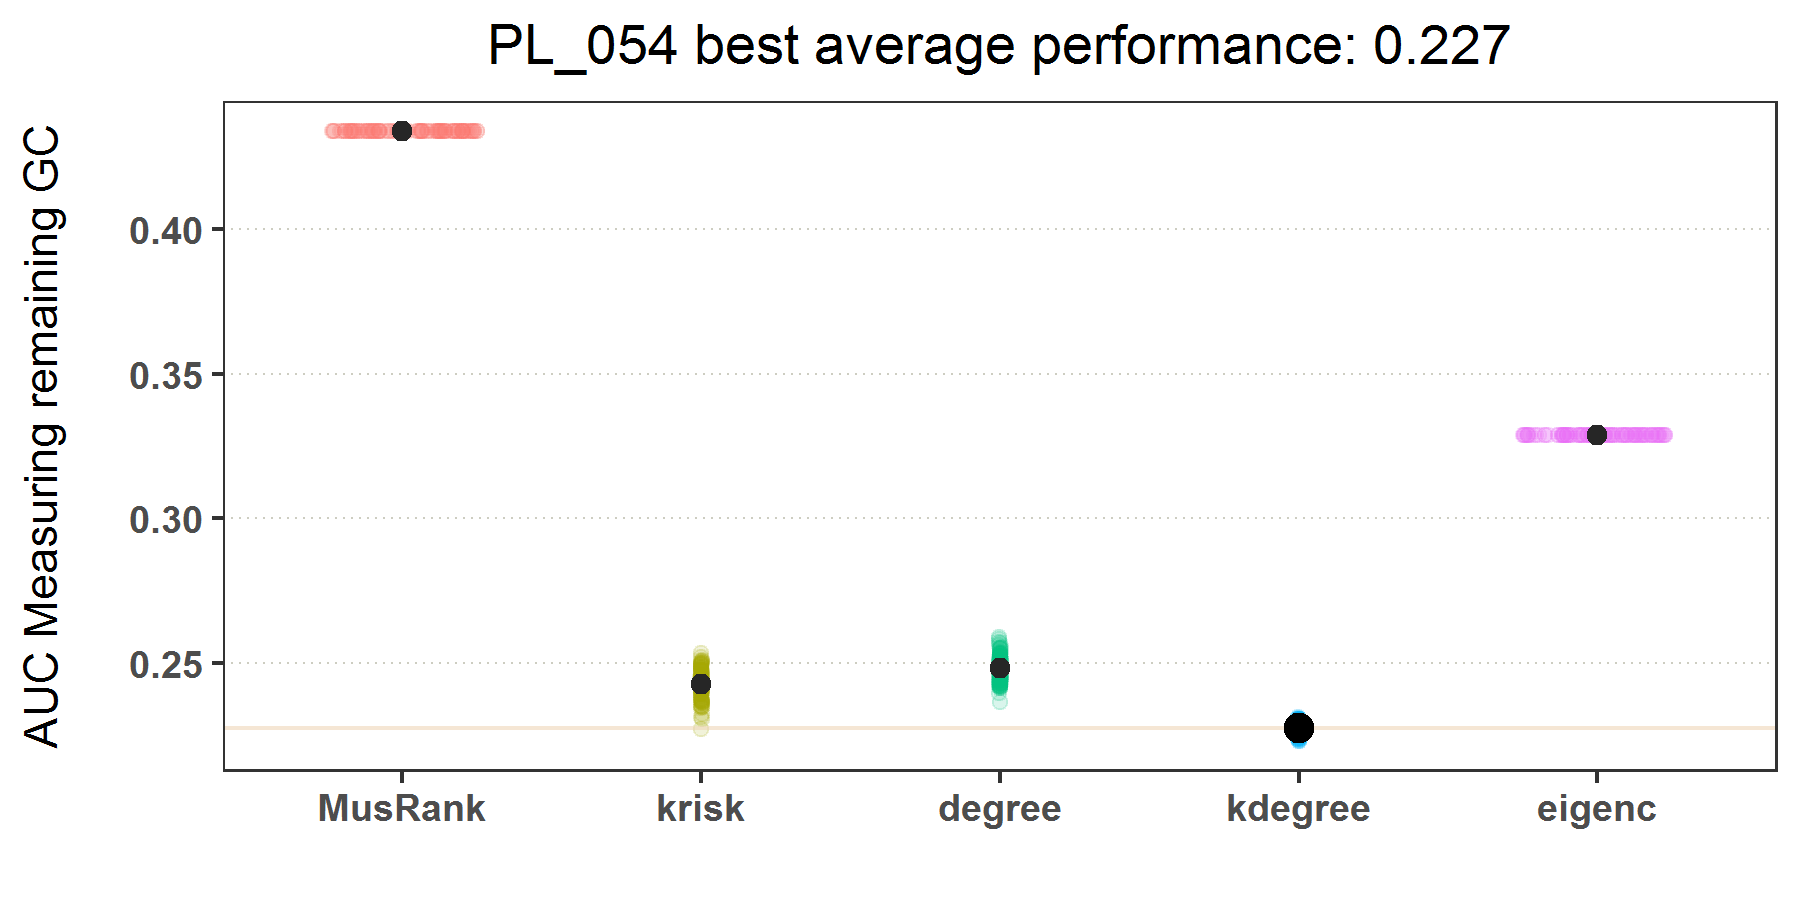 PL_054 best average performance: 0.227
AUC Measuring remaining GC
0.40
0.35
0.30
0.25
MusRank krisk degree kdegree eigenc